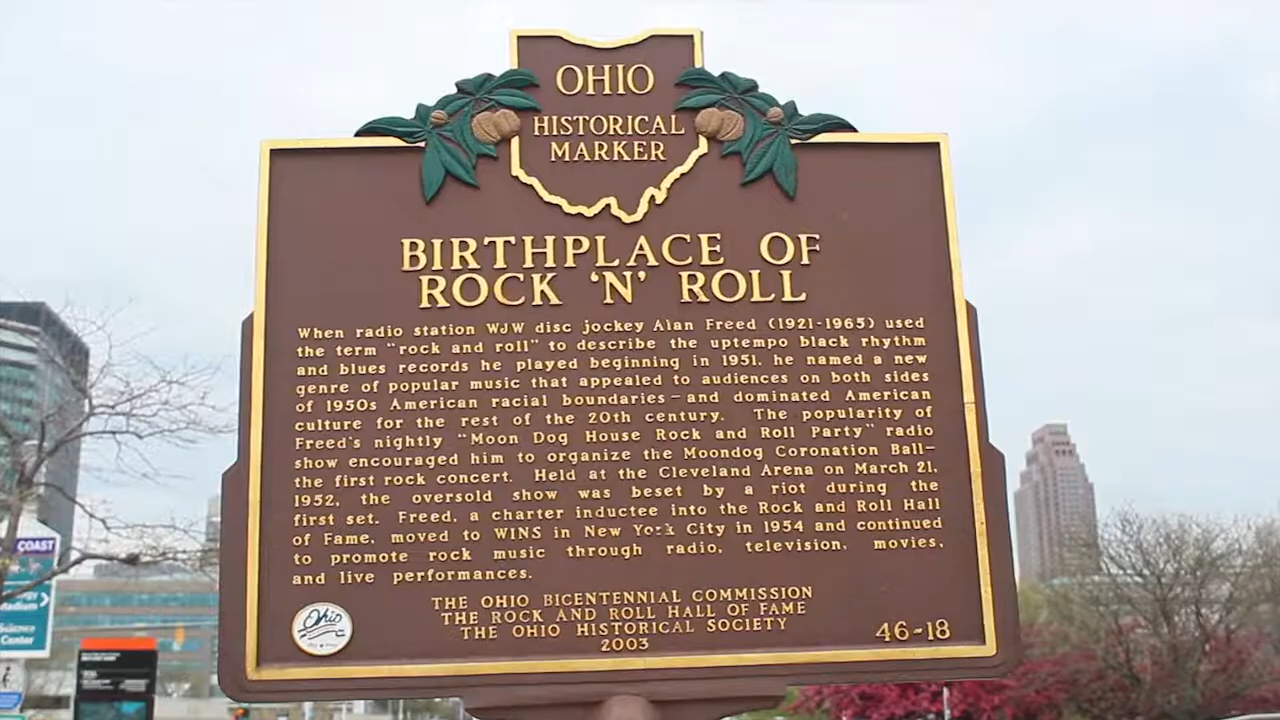 OHIO
HISTORICAL
MARKER
BIRTHPLACE OF
ROCK 'N' ROLL
When radio station WJW disc jockey Alan Freed (1921-1965) used
the term "rock and roll" to describe the uptempo black rhythm
and blues records he played beginning in 1951, he named a new
genre of popular music that appealed to audiences on both sides
of 1950s American racial boundaries—and dominated American
culture for the rest of the 20th century. The popularity of
Freed's nightly "Moon Dog House Rock and Roll Party" radio
show encouraged him to organize the Moondog Coronation Ball—
the first rock concert. Held at the Cleveland Arena on March 21,
1952, the oversold show was beset by a riot during the
first set. Freed, a charter inductee into the Rock and Roll Hall
of Fame, moved to WINS in New York City in 1954 and continued
to promote rock music through radio, television, movies,
and live performances.
THE OHIO BICENTENNIAL COMMISSION
THE ROCK AND ROLL HALL OF FAME
THE OHIO HISTORICAL SOCIETY
2003
46-18
Ohio
COAST
Stadium
Science
Center